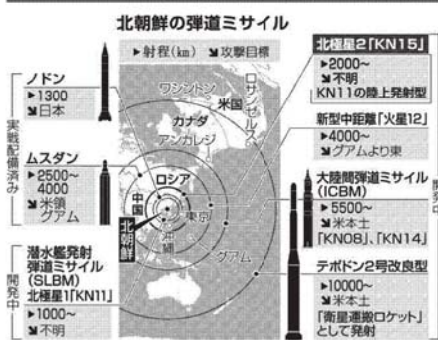 北朝鮮の弾道ミサイル
▶射程(km) ➘攻撃目標
実戦配備済み
ノドン
▶1300
➘日本
ムスダン
▶2500~
4000
➘米領
グアム
開発中
潜水艦発射
弾道ミサイル
(SLBM)
北極星1「KN11」
▶1000~
➘不明
ワシントン
米国
ロサンゼルス
カナダ
アンカレジ
ロシア
中国
東京
北朝鮮
沖縄
グアム
開発中
北極星2「KN15」
▶2000~
➘不明
KN11の陸上発射型
新型中距離「火星12」
▶4000~
➘グアムより東
大陸間弾道ミサイル
(ICBM)
▶5500~
➘米本土
「KN08」、「KN14」
テポドン2号改良型
▶10000~
➘米本土
「衛星運搬ロケット」
として発射